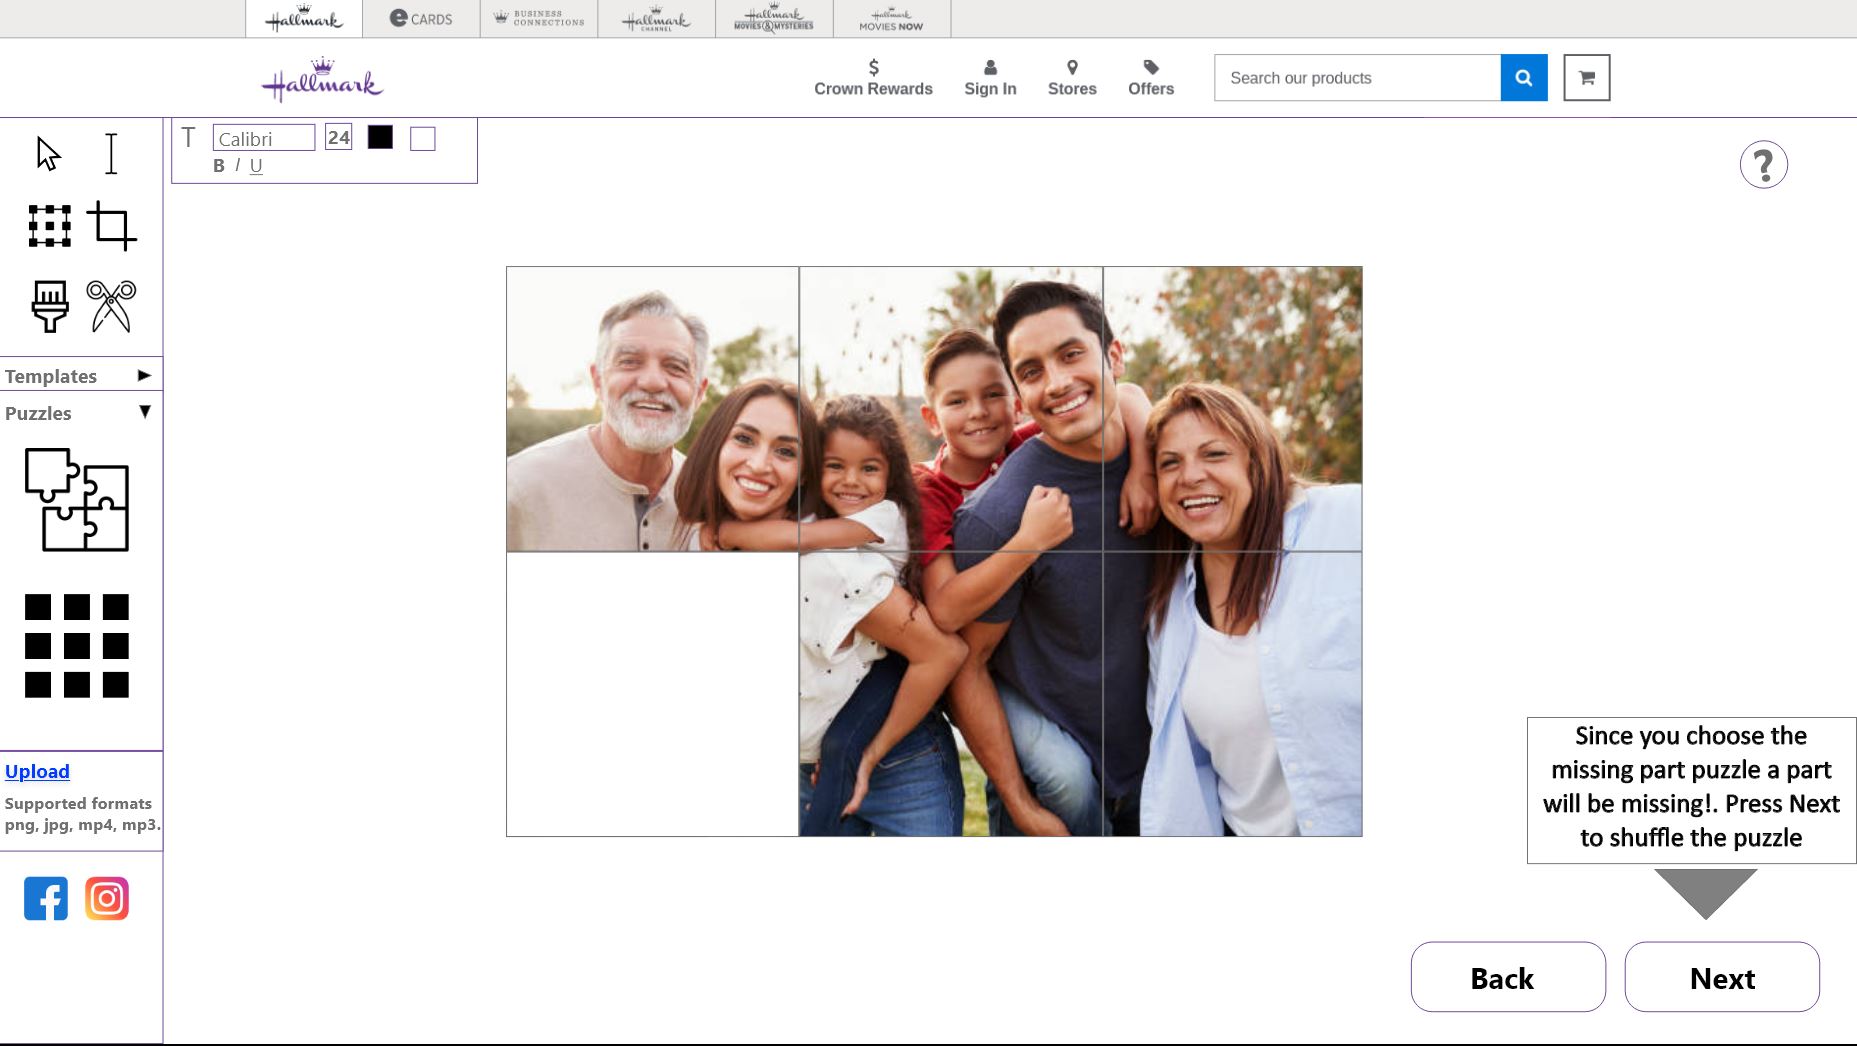 Hallmark
e CARDS
BUSINESS
CONNECTIONS
Hallmark
CHANNEL
Hallmark
MOVIES & MYSTERIES
Hallmark
MOVIES NOW
Hallmark
$
Crown Rewards
Sign In
Stores
Offers
Search our products
T
Calibri
24
B I U
?
Templates
Puzzles
Upload
Supported formats
png, jpg, mp4, mp3.
Since you choose the
missing part puzzle a part
will be missing!. Press Next
to shuffle the puzzle
Back
Next